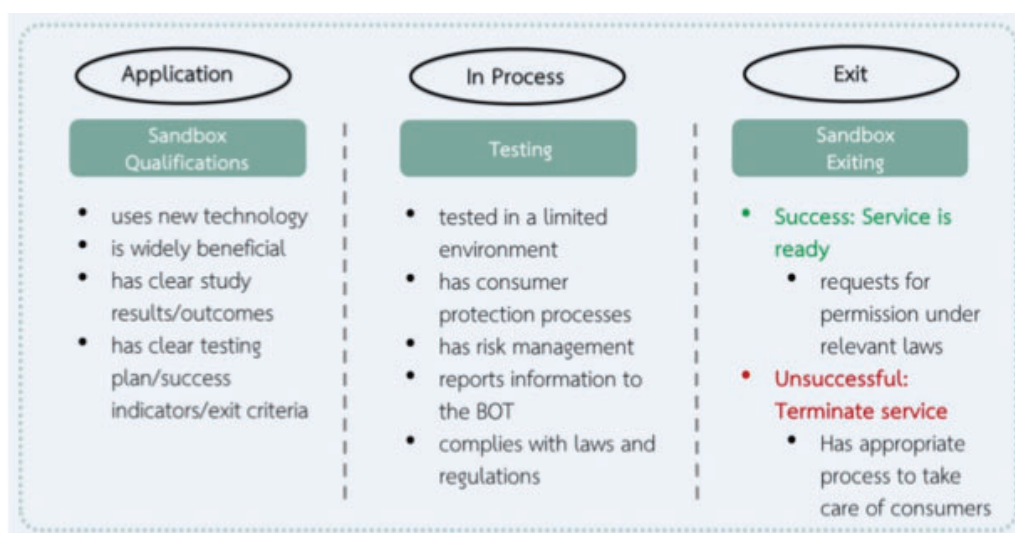 Application
Sandbox
Qualifications
• uses new technology
• is widely beneficial
• has clear study
results/outcomes
• has clear testing
plan/success
indicators/exit criteria
In Process
Testing
• tested in a limited
environment
• has consumer
protection processes
• has risk management
• reports information to
the BOT
• complies with laws and
regulations
Exit
Sandbox
Exiting
• Success: Service is
ready
• requests for
permission under
relevant laws
• Unsuccessful:
Terminate service
• Has appropriate
process to take
care of consumers